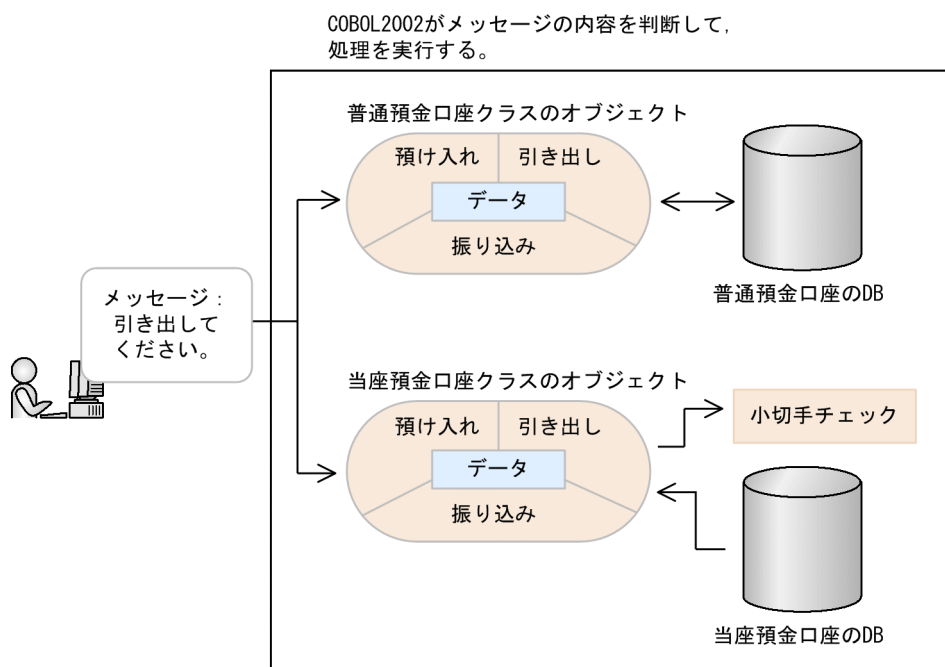 COBOL2002がメッセージの内容を判断して,
処理を実行する。
普通預金口座クラスのオブジェクト
預け入れ
引き出し
データ
振り込み
普通預金口座のDB
メッセージ：
引き出して
ください。
当座預金口座クラスのオブジェクト
預け入れ
引き出し
データ
振り込み
小切手チェック
当座預金口座のDB